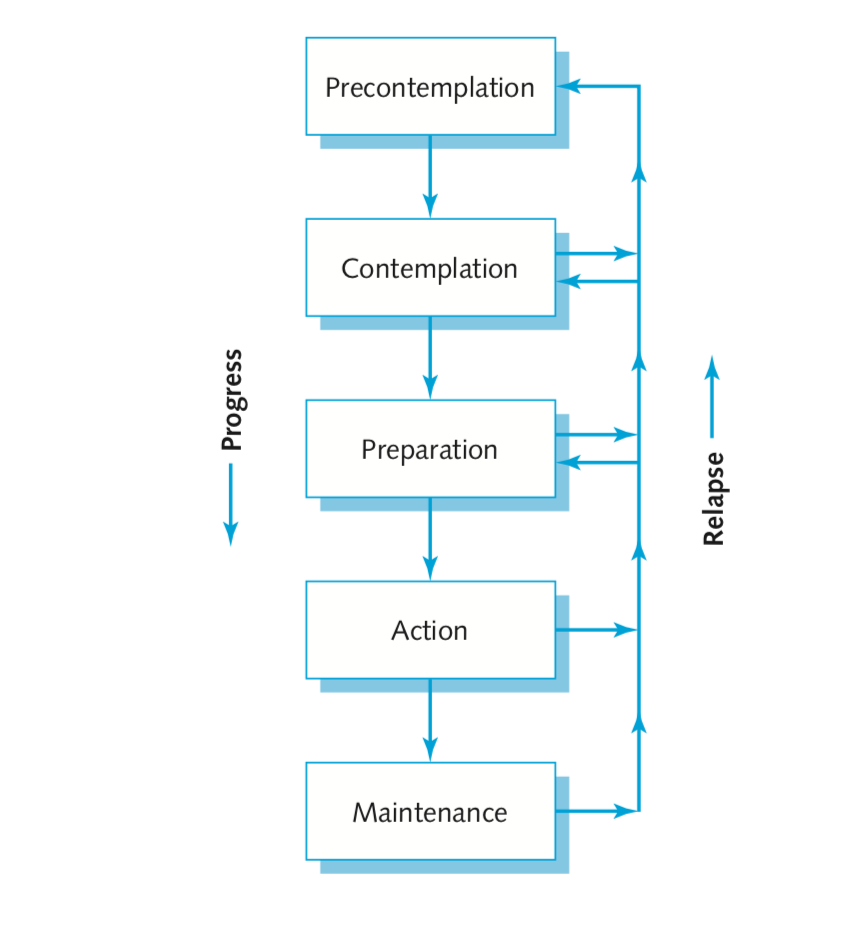 Precontemplation
Contemplation
Progress
Preparation
Relapse
Action
Maintenance